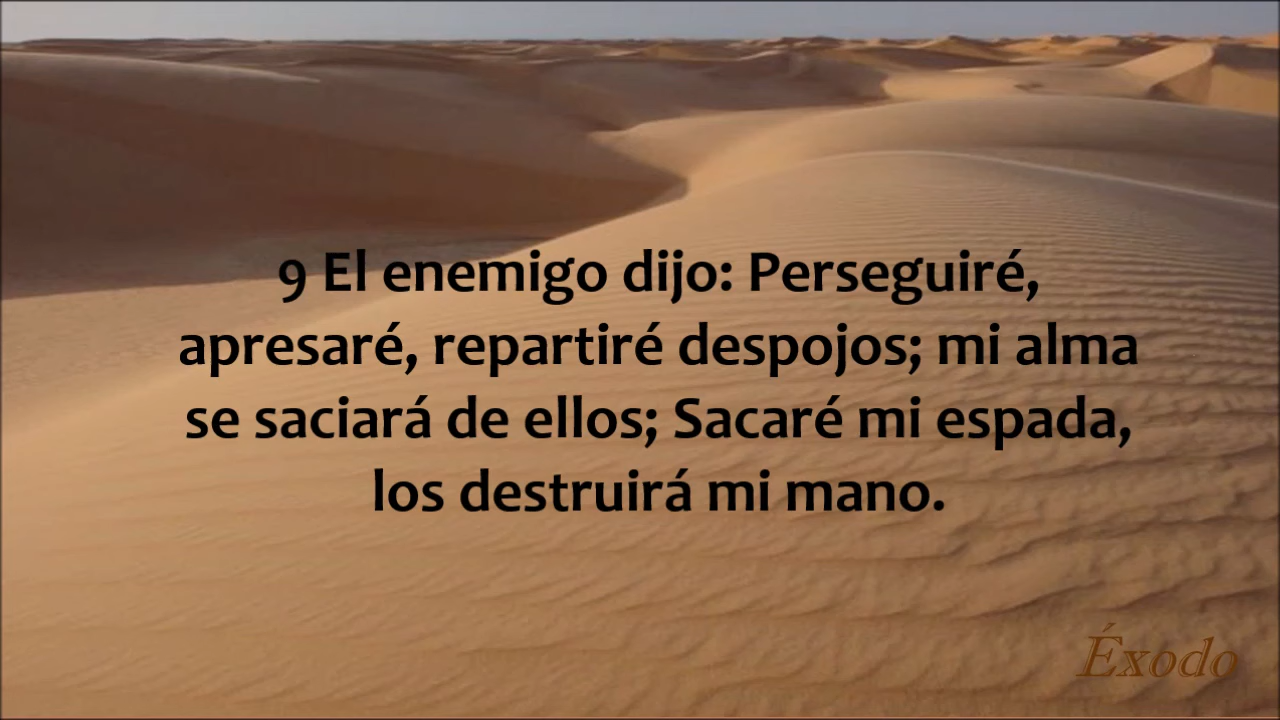 9 El enemigo dijo: Perseguiré,
apresaré, repartiré despojos; mi alma
se saciará de ellos; Sacaré mi espada,
los destruirá mi mano.
Éxodo